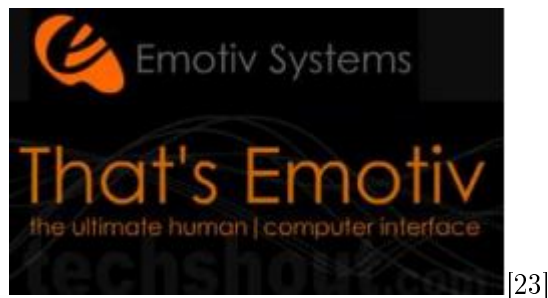 Emotiv Systems
That's Emotiv
the ultimate human | computer interface
techshout.com
[23]